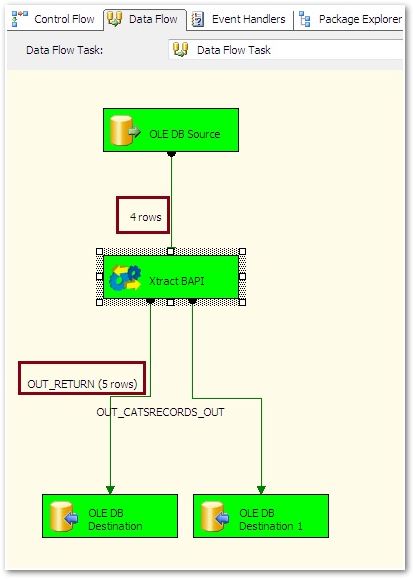 Control Flow
Data Flow
Event Handlers
Package Explorer
Data Flow Task:
Data Flow Task
OLE DB Source
4 rows
Xtract BAPI
OUT_RETURN (5 rows)
OUT_CATSRECORDS_OUT
OLE DB
Destination
OLE DB
Destination 1